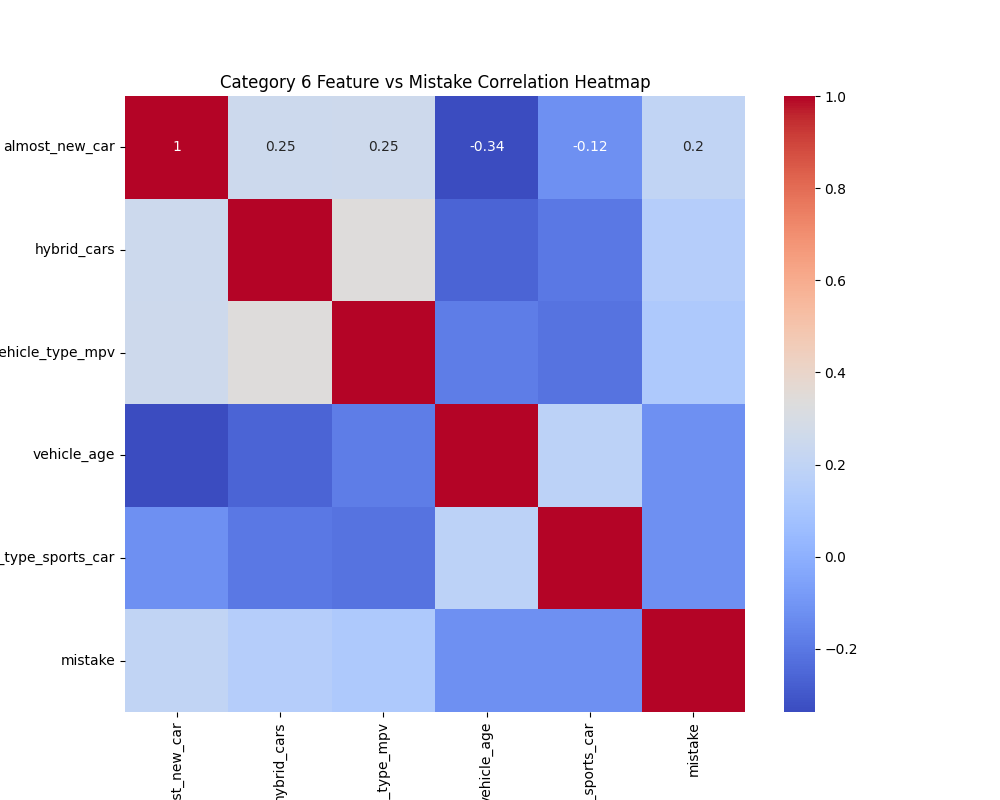 Category 6 Feature vs Mistake Correlation Heatmap
almost_new_car
1 0.25 0.25 -0.34 -0.12 0.2
hybrid_cars
ehicle_type_mpv
vehicle_age
_type_sports_car
mistake
st_new_car
hybrid_cars
_type_mpv
vehicle_age
_sports_car
mistake
1.0
0.8
0.6
0.4
0.2
0.0
−0.2